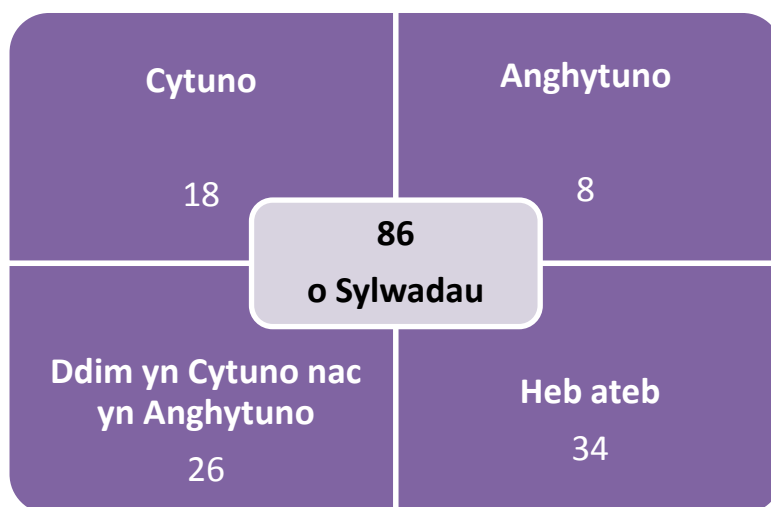 Cytuno
18
Anghytuno
8
86
o Sylwadau
Ddim yn Cytuno nac
yn Anghytuno
26
Heb ateb
34